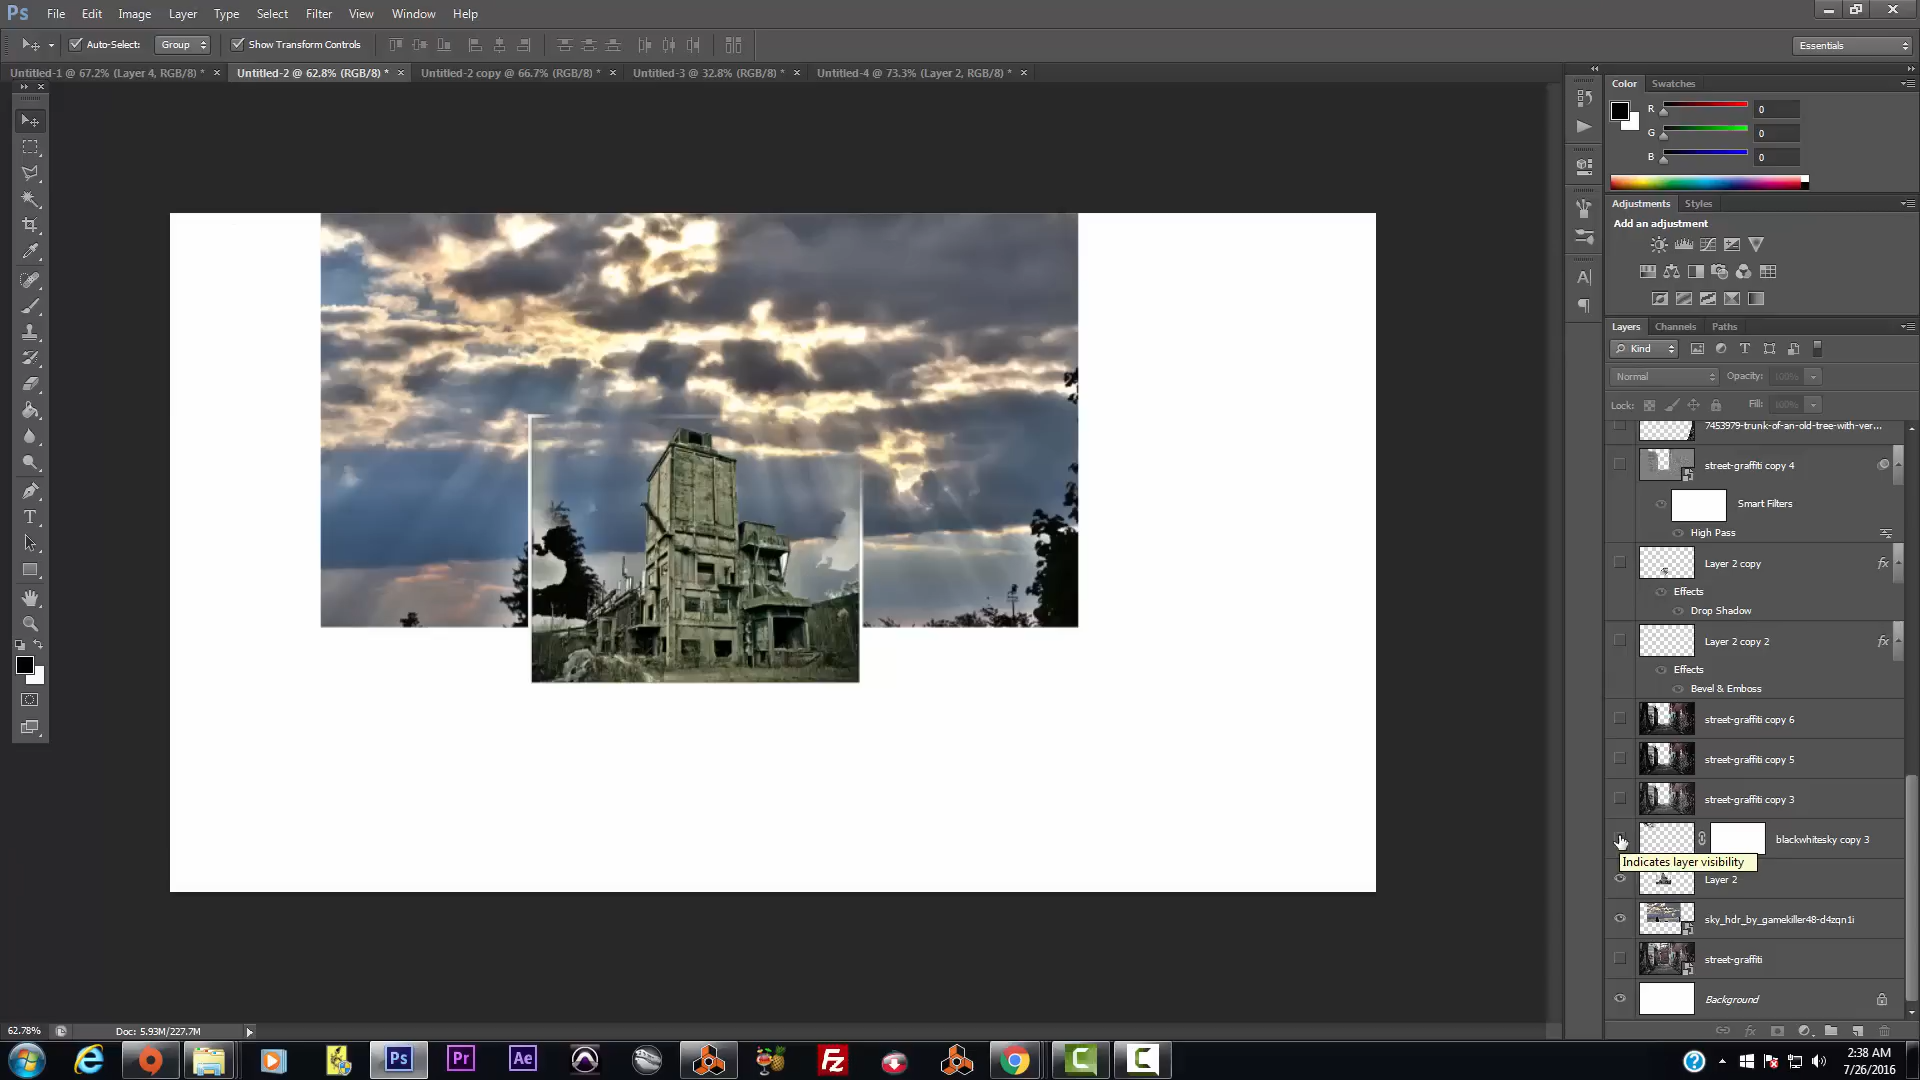 Ps File Edit Image Layer Type Select Filter View Window Help
Auto-Select: Group Show Transform Controls Essentials
Untitled-1 @ 67.2% (Layer 4, RGB/8) * × Untitled-2 @ 62.8% (RGB/8) * × Untitled-2 copy @ 66.7% (RGB/8) * × Untitled-3 @ 32.8% (RGB/8) * × Untitled-4 @ 73.3% (Layer 2, RGB/8) * ×
Color Swatches
R 0
G 0
B 0
Adjustments Styles
Add an adjustment
Layers Channels Paths
Kind T
Normal Opacity: 100%
Lock: Fill: 100%
7453979-trunk-of-an-old-tree-with-ver...
street-graffiti copy 4
Smart Filters
High Pass
Layer 2 copy fx
Effects
Drop Shadow
Layer 2 copy 2 fx
Effects
Bevel & Emboss
street-graffiti copy 6
street-graffiti copy 5
street-graffiti copy 3
blackwhitesky copy 3
Indicates layer visibility
Layer 2
sky_hdr_by_gamekiller48-d4zqn1i
street-graffiti
Background
62.78% Doc: 5.93M/227.7M
Ps Pr Ae Fz
2:38 AM
7/26/2016